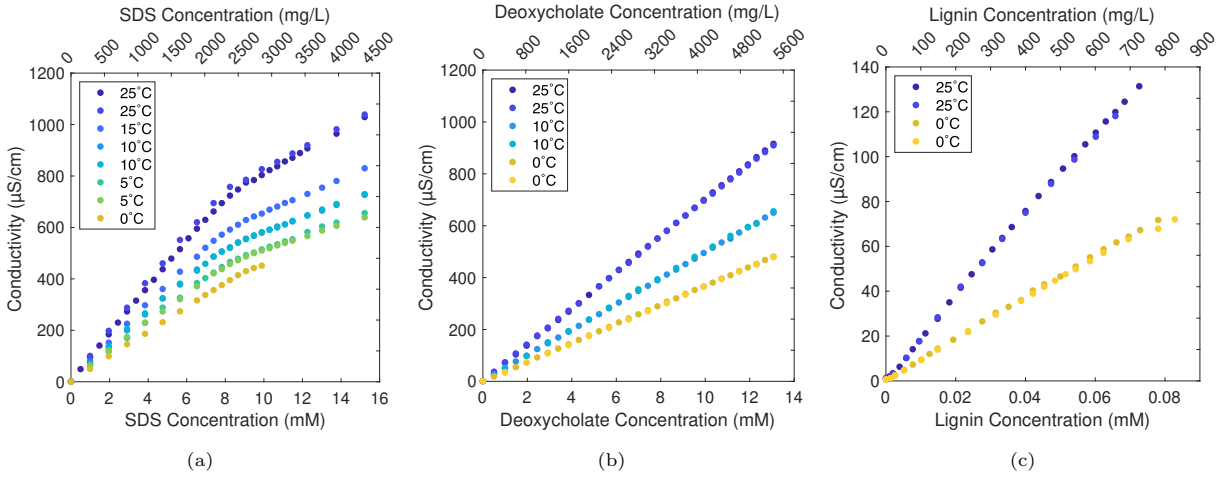 SDS Concentration (mg/L)
0 500 1000 1500 2000 2500 3000 3500 4000 4500
1200
1000
800
600
400
200
0
Conductivity (µS/cm)
25°C
25°C
15°C
10°C
10°C
5°C
5°C
0°C
0 2 4 6 8 10 12 14 16
SDS Concentration (mM)
(a)
Deoxycholate Concentration (mg/L)
0 800 1600 2400 3200 4000 4800 5600
1200
1000
800
600
400
200
0
Conductivity (µS/cm)
25°C
25°C
10°C
10°C
0°C
0°C
0 2 4 6 8 10 12 14
Deoxycholate Concentration (mM)
(b)
Lignin Concentration (mg/L)
0 100 200 300 400 500 600 700 800 900
140
120
100
80
60
40
20
0
Conductivity (µS/cm)
25°C
25°C
0°C
0°C
0 0.02 0.04 0.06 0.08
Lignin Concentration (mM)
(c)